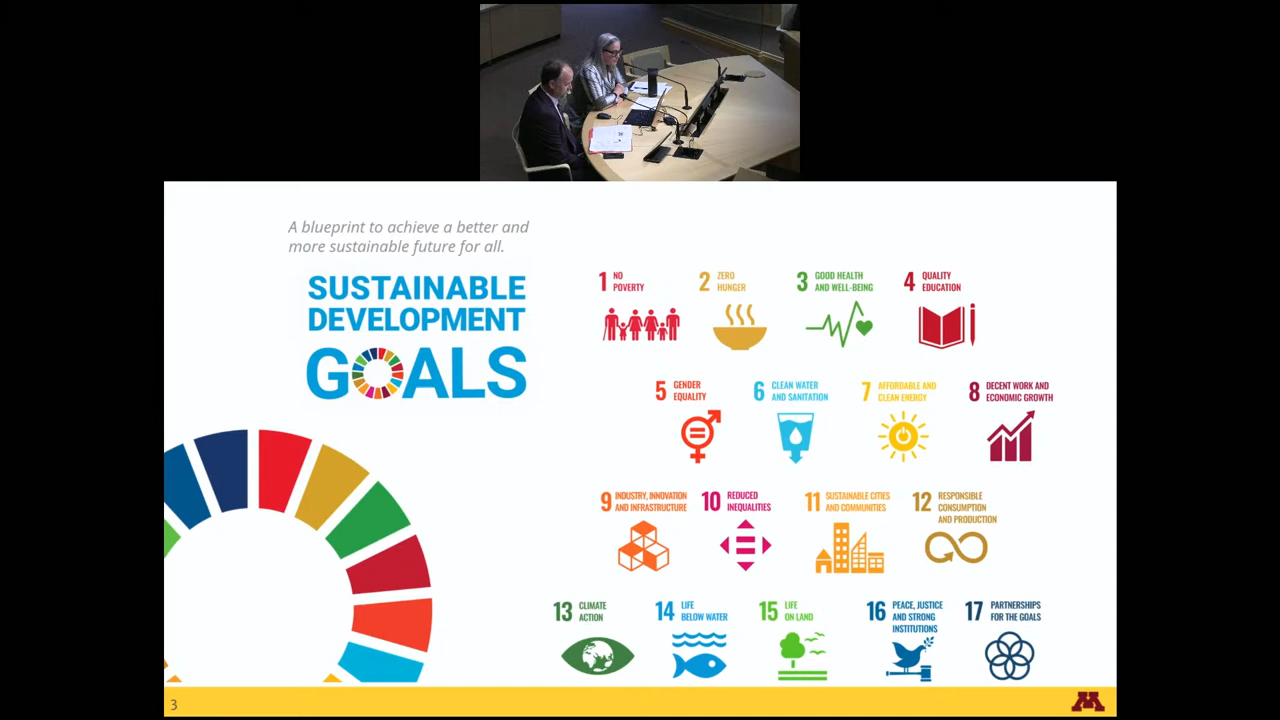 A blueprint to achieve a better and
more sustainable future for all.
SUSTAINABLE
DEVELOPMENT
GOALS
1 NO
POVERTY
2 ZERO
HUNGER
3 GOOD HEALTH
AND WELL-BEING
4 QUALITY
EDUCATION
5 GENDER
EQUALITY
6 CLEAN WATER
AND SANITATION
7 AFFORDABLE AND
CLEAN ENERGY
8 DECENT WORK AND
ECONOMIC GROWTH
9 INDUSTRY, INNOVATION
AND INFRASTRUCTURE
10 REDUCED
INEQUALITIES
11 SUSTAINABLE CITIES
AND COMMUNITIES
12 RESPONSIBLE
CONSUMPTION
AND PRODUCTION
13 CLIMATE
ACTION
14 LIFE
BELOW WATER
15 LIFE
ON LAND
16 PEACE, JUSTICE
AND STRONG
INSTITUTIONS
17 PARTNERSHIPS
FOR THE GOALS
3
M